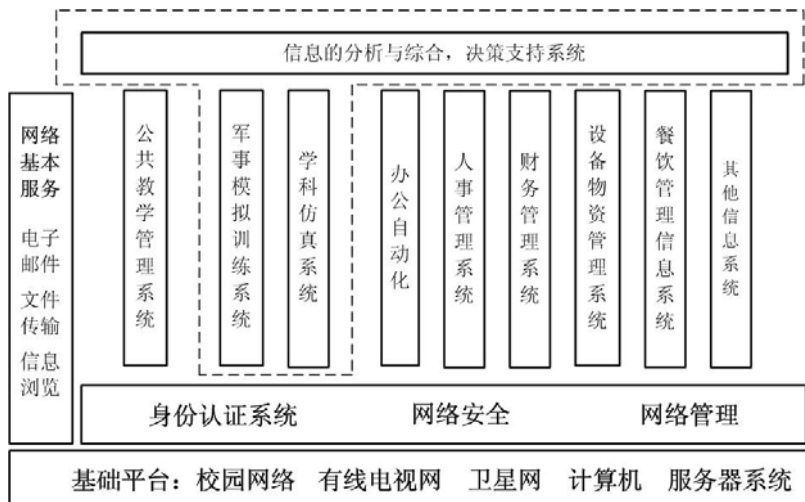 信息的分析与综合，决策支持系统
网络
基本
服务
电子
邮件
文件
传输
信息
浏览
公共教学管理系统
军事模拟训练系统
学科仿真系统
办公自动化
人事管理系统
财务管理系统
设备物资管理系统
餐饮管理信息系统
其他信息系统
身份认证系统 网络安全 网络管理
基础平台：校园网络 有线电视网 卫星网 计算机 服务器系统